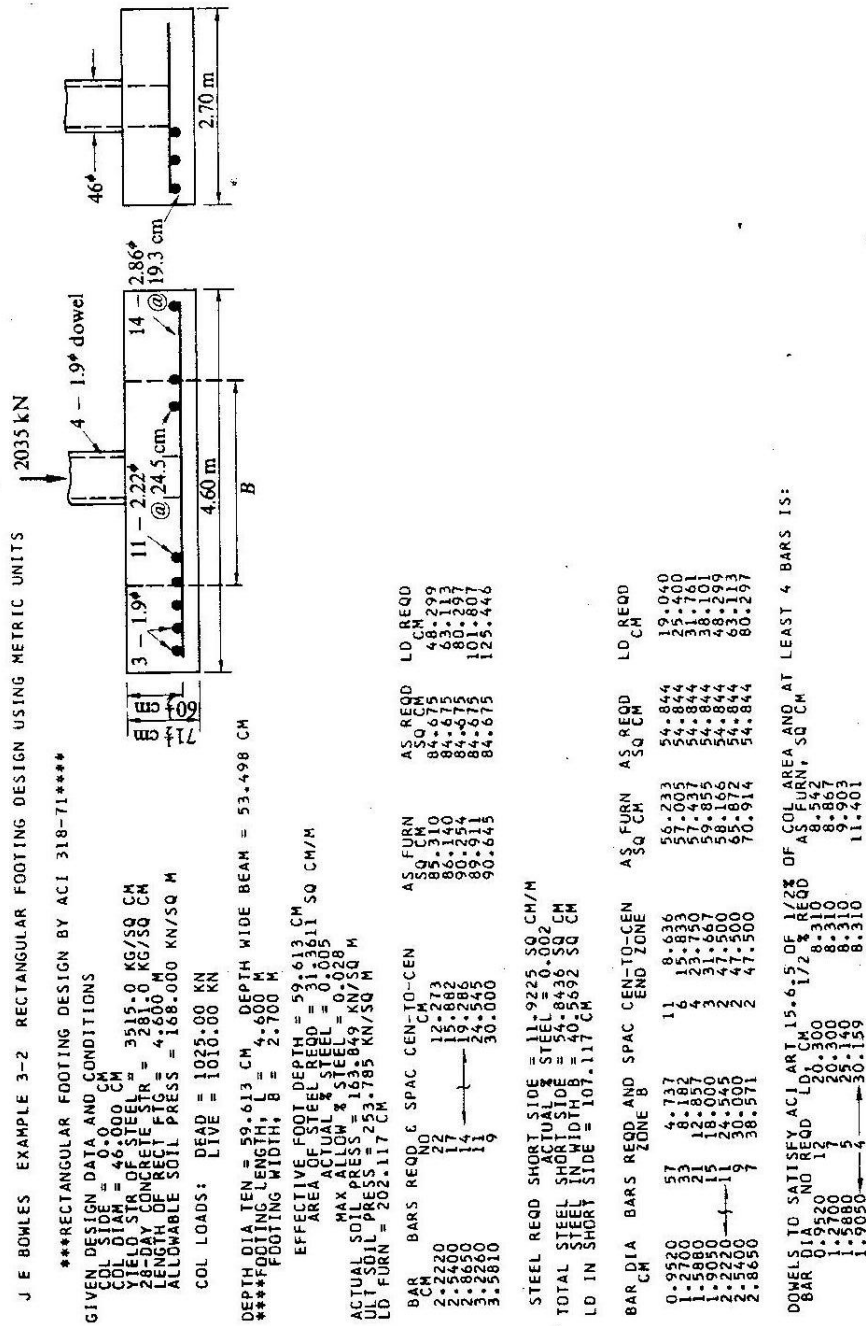 J E BOWLES EXAMPLE 3-2 RECTANGULAR FOOTING DESIGN USING METRIC UNITS
***RECTANGULAR FOOTING DESIGN BY ACI 318-71****
GIVEN DESIGN DATA AND CONDITIONS
COL SIDE = 0.0 CM
COL DIAM = 46.000 CM
YIELD STR OF STEEL = 3515.0 KG/SQ CM
28-DAY CONCRETE STR = 281.0 KG/SQ CM
LENGTH OF RECT FTG = 4.600 M
ALLOWABLE SOIL PRESS = 168.000 KN/SQ M
COL LOADS: DEAD = 1025.00 KN
LIVE = 1010.00 KN
2035 kN
4 – 1.9ᶲ dowel
46ᶲ
3 – 1.9ᶲ
11 – 2.22ᶲ
@ 24.5 cm
14 – 2.86ᶲ
@ 19.3 cm
71½ cm
60½ cm
4.60 m
B
2.70 m
DEPTH DIA TEN = 59.613 CM DEPTH WIDE BEAM = 53.498 CM
****FOOTING LENGTH, L = 4.600 M
FOOTING WIDTH, B = 2.700 M
EFFECTIVE FOOT DEPTH = 59.613 CM
AREA OF STEEL REQD = 31.3611 SQ CM/M
ACTUAL % STEEL = 0.005
MAX ALLOW % STEEL = 0.028
ACTUAL SOIL PRESS = 163.849 KN/SQ M
ULT SOIL PRESS = 253.785 KN/SQ M
LD FURN = 202.117 CM
BAR BARS REQD & SPAC CEN-TO-CEN AS FURN AS REQD LD REQD
CM NO CM SQ CM SQ CM CM
2.2220 22 12.273 85.310 84.675 48.299
2.5400 17 15.882 86.140 84.675 63.113
2.8650 14 19.286 90.254 84.675 80.297
3.2260 11 24.545 89.911 84.675 101.807
3.5810 9 30.000 90.645 84.675 125.446
STEEL REQD SHORT SIDE = 11.9225 SQ CM/M
ACTUAL % STEEL = 0.002
TOTAL STEEL SHORT SIDE = 54.8436 SQ CM
STEEL IN WIDTH B = 40.5692 SQ CM
LD IN SHORT SIDE = 107.117 CM
BAR DIA BARS REQD AND SPAC CEN-TO-CEN AS FURN AS REQD LD REQD
CM ZONE B END ZONE SQ CM SQ CM CM
0.9520 57 4.737 11 8.636 56.233 54.844 19.040
1.2700 33 8.182 6 15.833 57.005 54.844 25.400
1.5880 21 12.857 4 23.750 57.437 54.844 31.761
1.9050 15 18.000 3 31.667 59.855 54.844 38.101
2.2220 11 24.545 2 47.500 58.166 54.844 48.299
2.5400 9 30.000 2 47.500 65.872 54.844 63.113
2.8650 7 38.571 2 47.500 70.914 54.844 80.297
DOWELS TO SATISFY ACI ART 15.6.5 OF 1/2% OF COL AREA AND AT LEAST 4 BARS IS:
BAR DIA NO REQD LD, CM 1/2 % REQD AS FURN, SQ CM
0.9520 12 20.300 8.310 8.542
1.2700 7 20.300 8.310 8.867
1.5880 5 25.140 8.310 9.903
1.9050 4 30.159 8.310 11.401